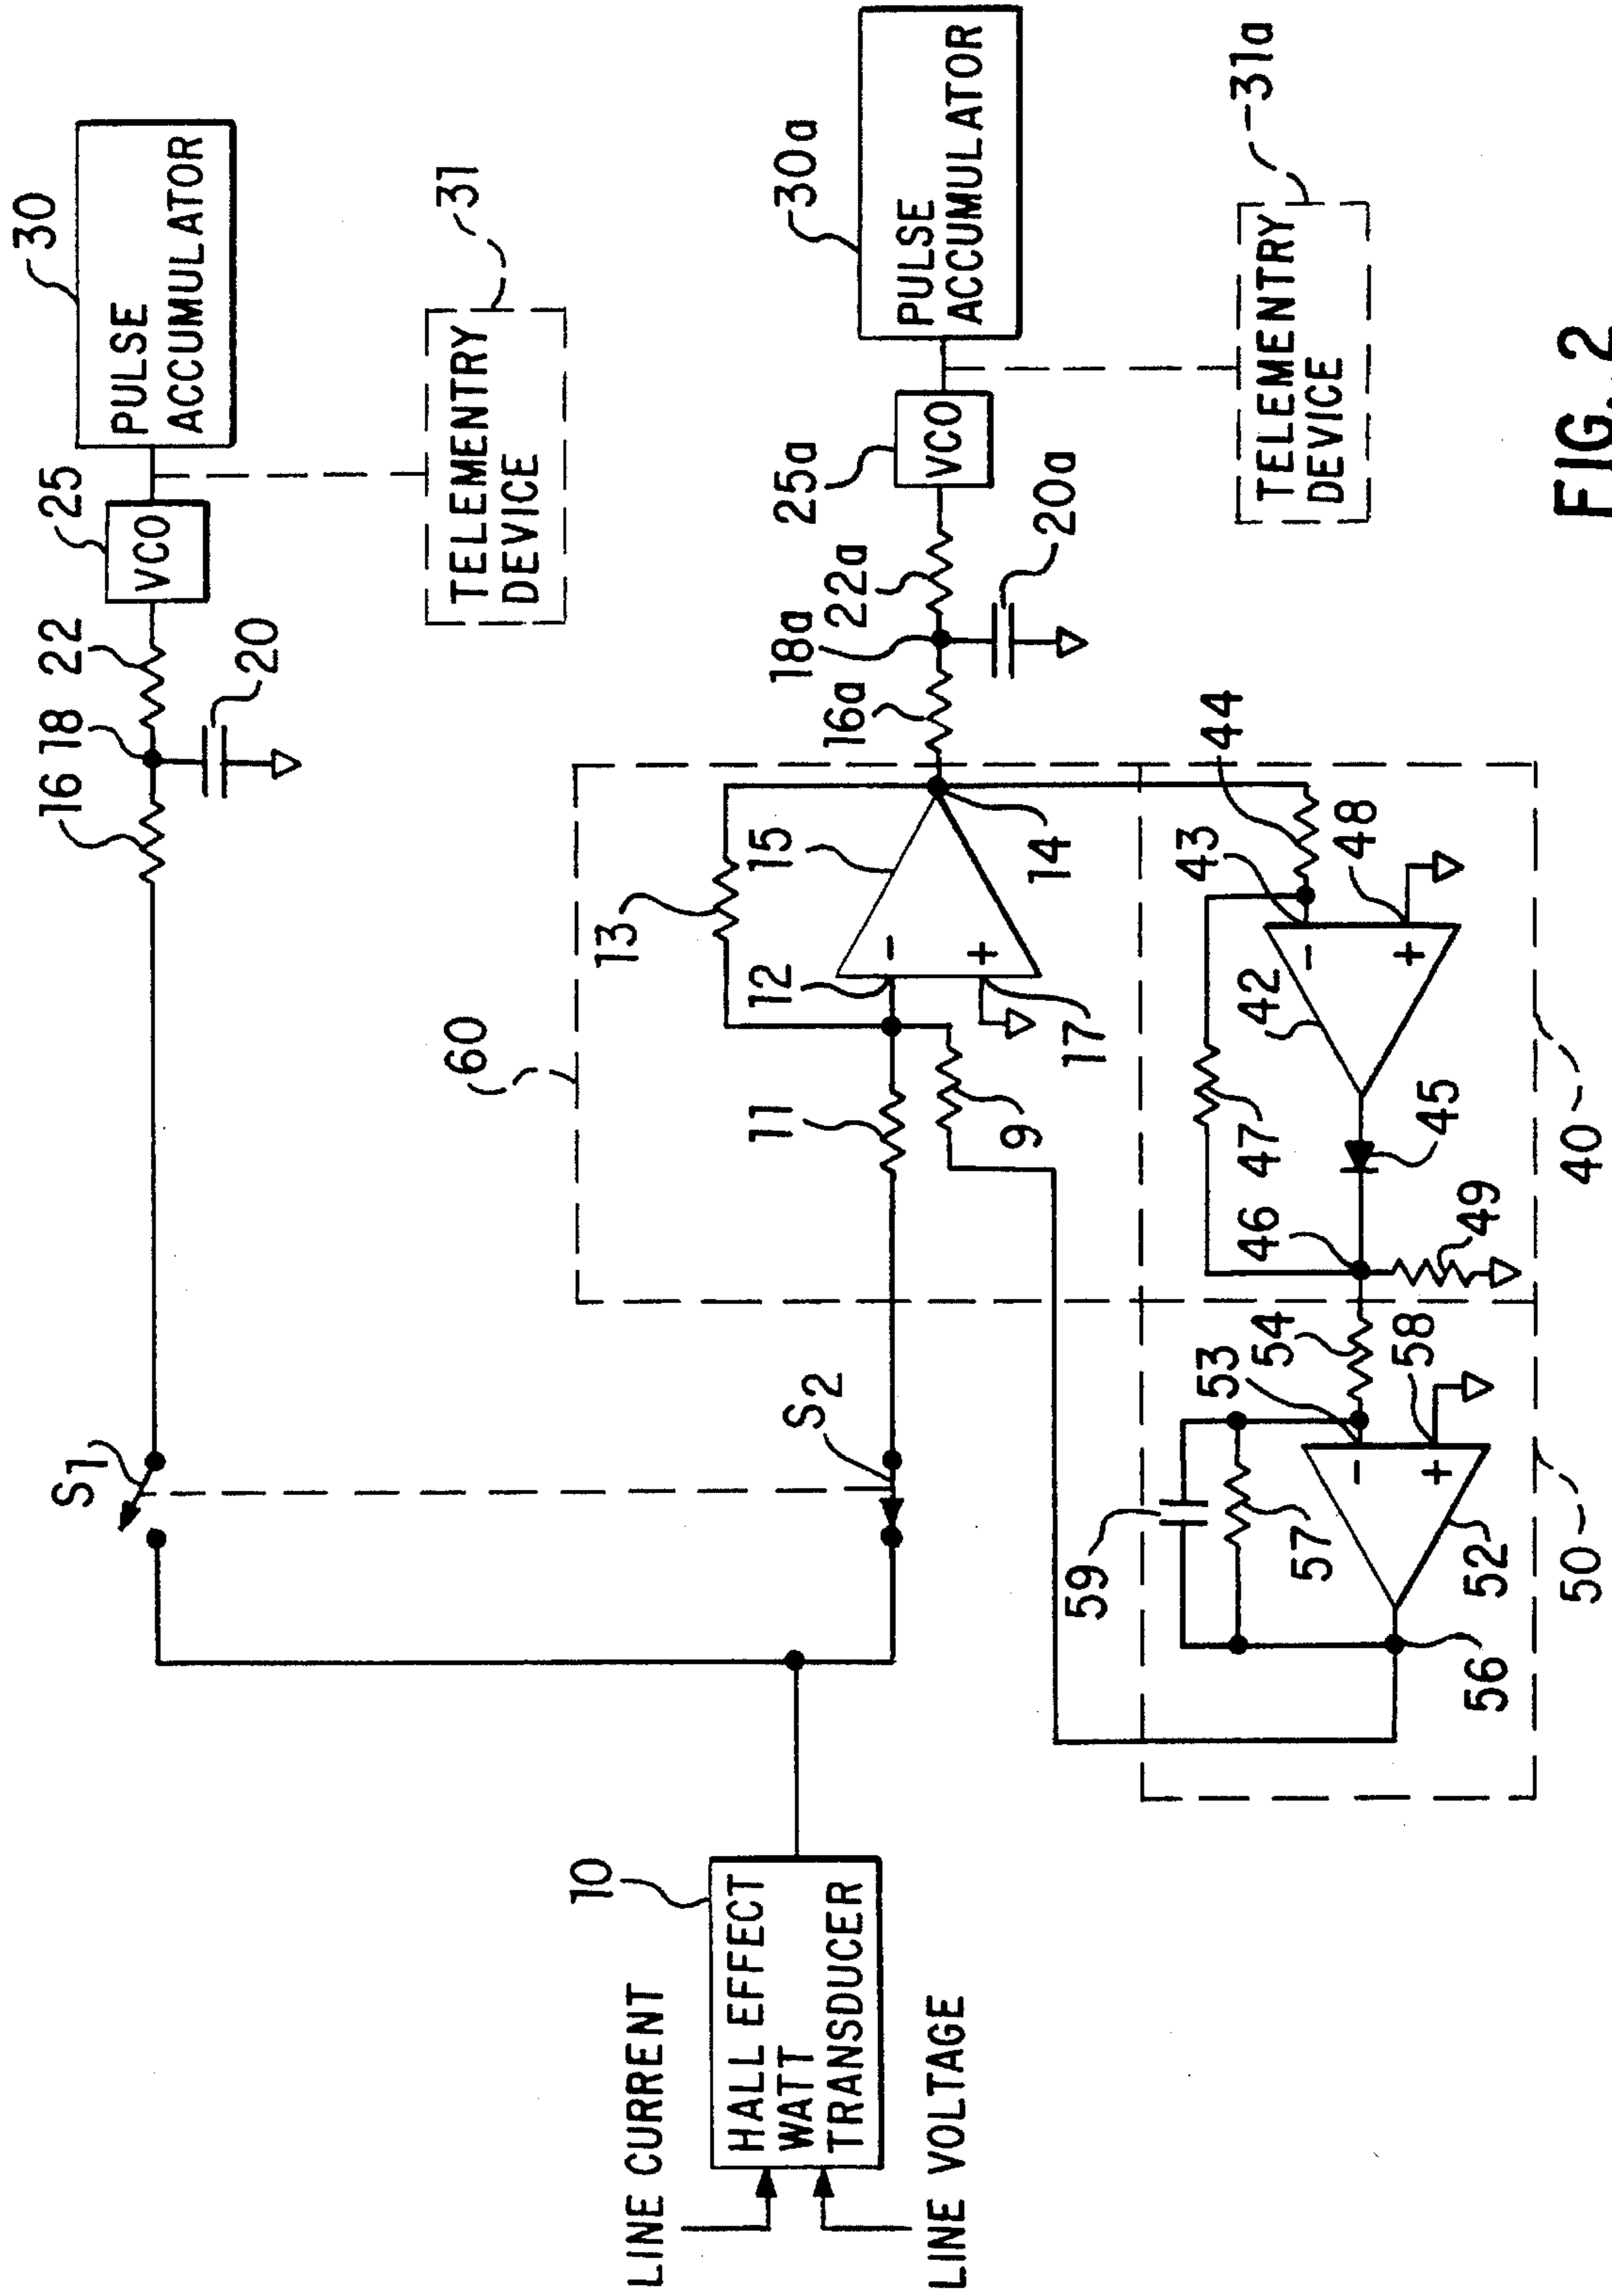 30
PULSE
ACCUMULATOR
25
VCO
22
18
16
20
31
TELEMENTRY
DEVICE
S1
30a
PULSE
ACCUMULATOR
25a
VCO
22a
18a
16a
20a
31a
TELEMENTRY
DEVICE
60
13
15
12
-
+
14
17
11
9
S2
10
LINE CURRENT
HALL EFFECT
WATT
TRANSDUCER
LINE VOLTAGE
44
43
48
42
-
+
47
45
46
49
40
54
53
58
-
+
59
57
52
56
50
FIG. 2